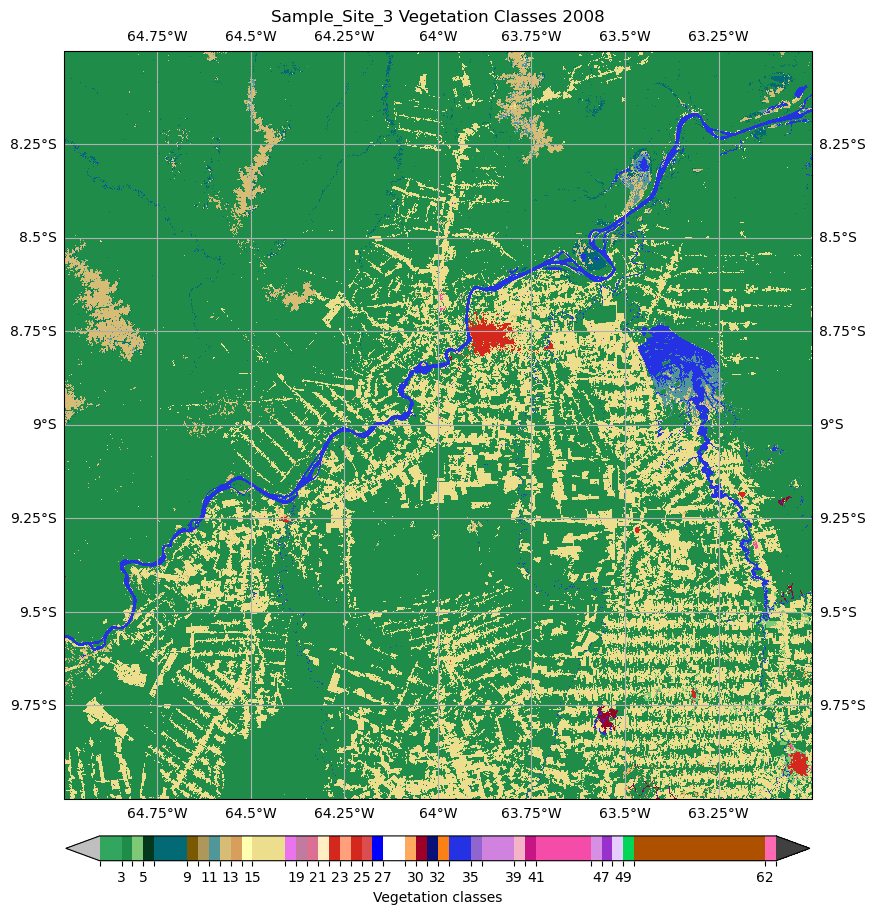 Sample_Site_3 Vegetation Classes 2008
64.75°W 64.5°W 64.25°W 64°W 63.75°W 63.5°W 63.25°W
8.25°S 8.25°S
8.5°S 8.5°S
8.75°S 8.75°S
9°S 9°S
9.25°S 9.25°S
9.5°S 9.5°S
9.75°S 9.75°S
64.75°W 64.5°W 64.25°W 64°W 63.75°W 63.5°W 63.25°W
3 5 9 11 13 15 19 21 23 25 27 30 32 35 39 41 47 49 62
Vegetation classes